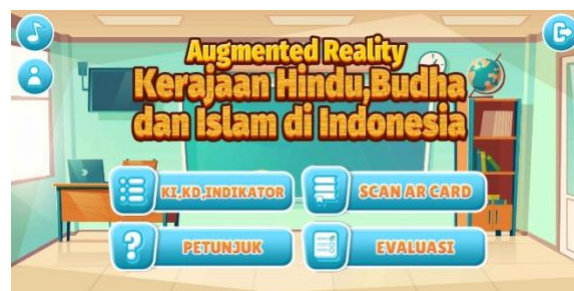 Augmented Reality
Kerajaan Hindu,Budha
dan Islam di Indonesia
KI,KD,INDIKATOR
SCAN AR CARD
PETUNJUK
EVALUASI